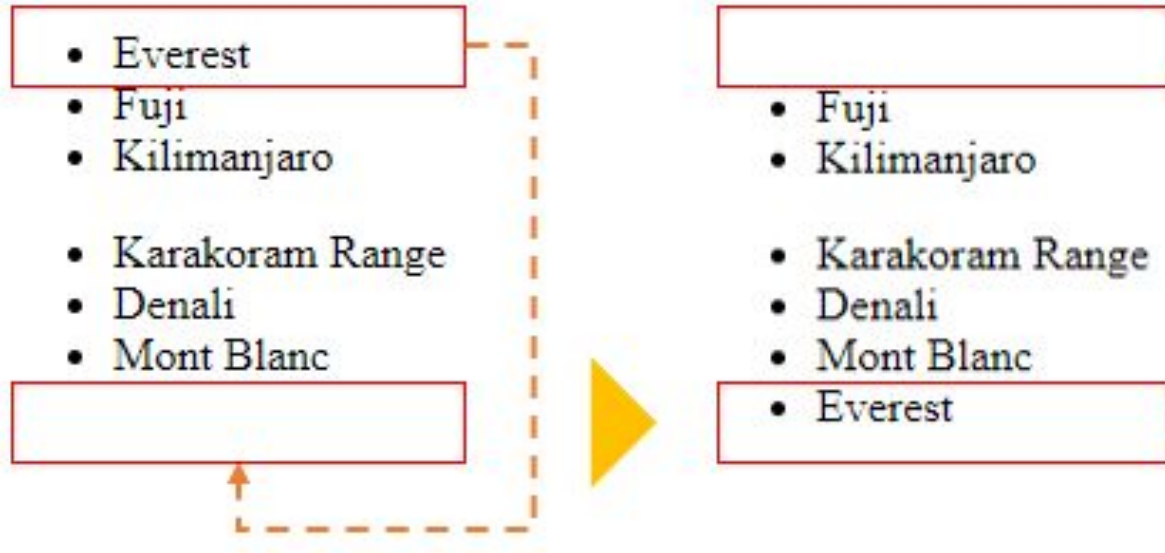 • Everest
• Fuji
• Kilimanjaro
• Karakoram Range
• Denali
• Mont Blanc
• Fuji
• Kilimanjaro
• Karakoram Range
• Denali
• Mont Blanc
• Everest